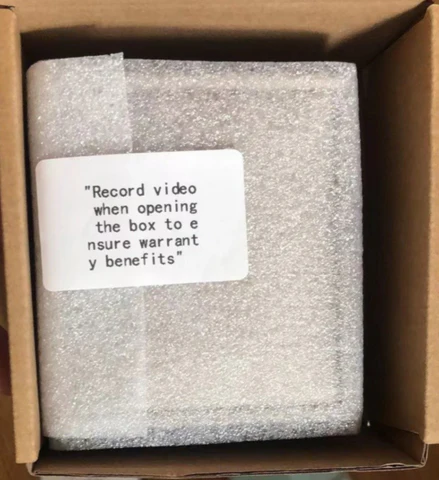 "Record video
when opening
the box to e
nsure warrant
y benefits"